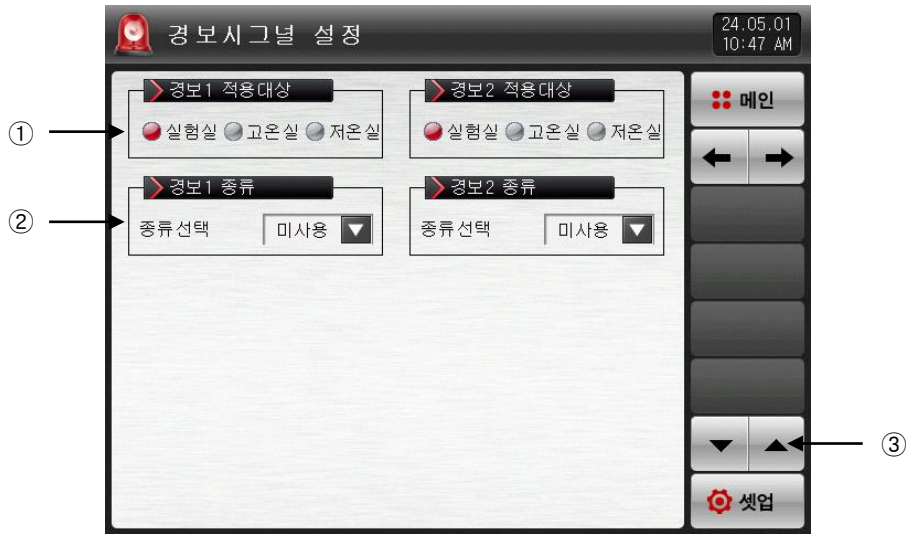 경보시그널 설정
24.05.01
10:47 AM
경보1 적용대상
경보2 적용대상
메인
①
실험실 고온실 저온실
실험실 고온실 저온실
경보1 종류
경보2 종류
②
종류선택 미사용
종류선택 미사용
③
셋업